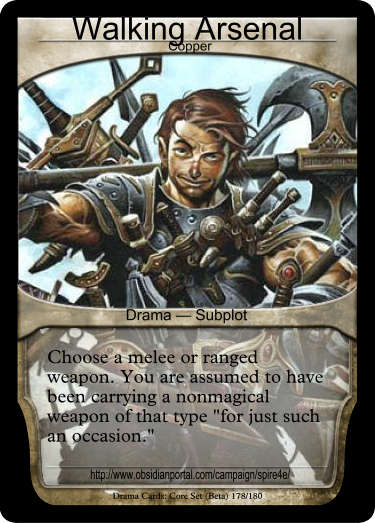 Walking Arsenal
Copper
Drama — Subplot
Choose a melee or ranged
weapon. You are assumed to have
been carrying a nonmagical
weapon of that type "for just such
an occasion."
http://www.obsidianportal.com/campaign/spire4e/
Drama Cards: Core Set (Beta) 178/180